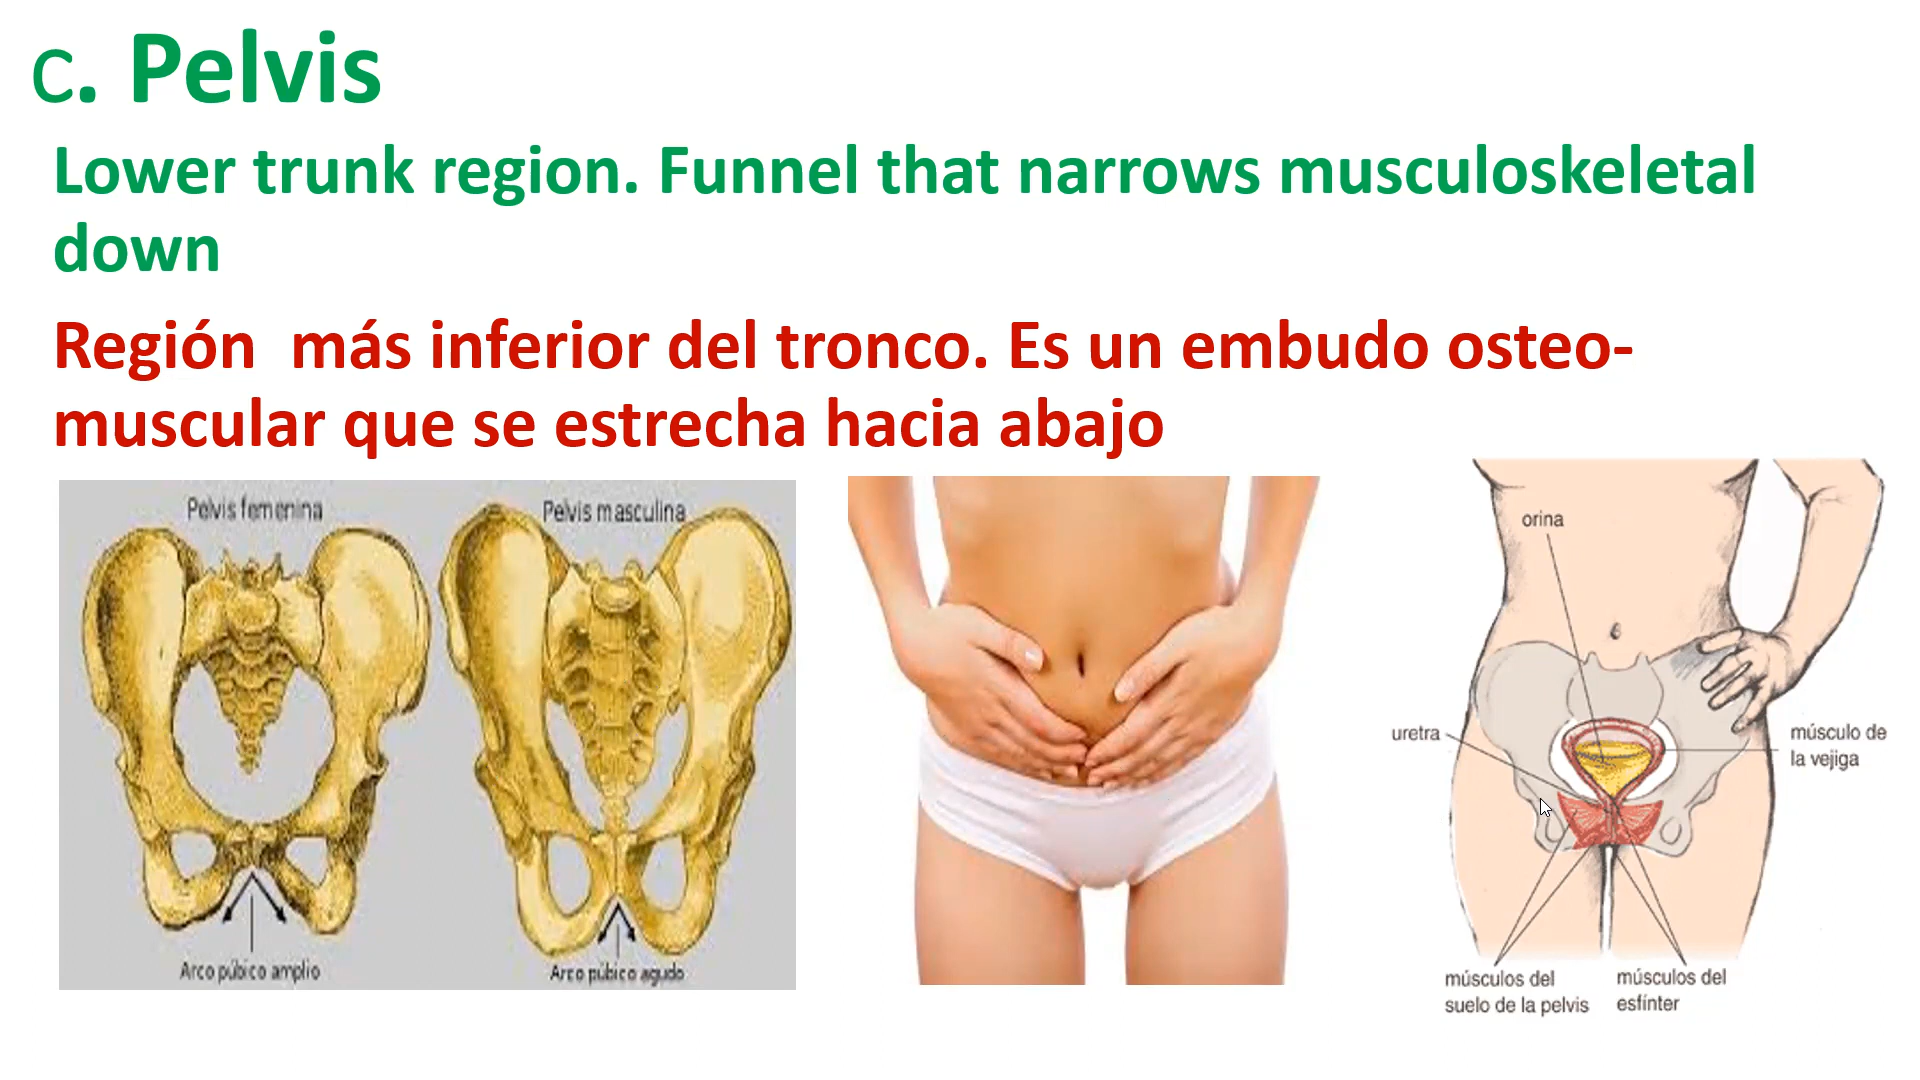 c. Pelvis
Lower trunk region. Funnel that narrows musculoskeletal
down
Región  más inferior del tronco. Es un embudo osteo-
muscular que se estrecha hacia abajo
Pelvis femenina
Pelvis masculina
Arco púbico amplio
Arco púbico agudo
orina
uretra
músculo de
la vejiga
músculos del
suelo de la pelvis
músculos del
esfínter